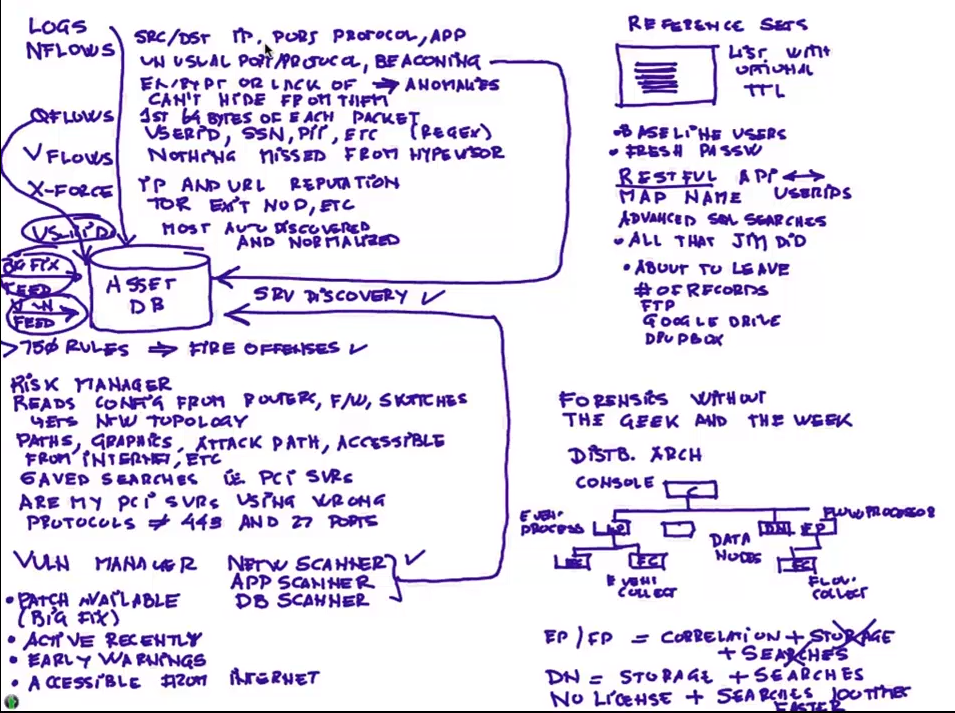 LOGS
NFLOWS
SRC/DST IP, PORT PROTOCOL, APP
UNUSUAL PORT/PROTOCOL, BEACONING
OR LACK OF ⇒ ANOMALIES
CAN'T HIDE FROM THEM
QFLOWS
1ST 64 BYTES OF EACH PACKET
USERID, SSN, PII, ETC (REGEX)
VFLOWS
NOTHING MISSED FROM
X-FORCE
IP AND URL REPUTATION
TOR EXIT NOD, ETC
MOST AUTO DISCOVERED
AND NORMALIZED
BIG FIX
FEED
FEED
ASSET
DB
SRV DISCOVERY ✓
>750 RULES ⇒ FIRE OFFENSES ✓
RISK MANAGER
READS CONFIG FROM ROUTERS, F/W, SWITCHES
GETS NEW TOPOLOGY
PATHS, GRAPHICS, ATTACK PATH, ACCESSIBLE
FROM INTERNET, ETC
SAVED SEARCHES IE. PCI SVRS
ARE MY PCI SVRS USING WRONG
PROTOCOLS ≠ 443 AND 27 PORTS
VULN MANAGER
NETW SCANNER ✓
APP SCANNER
DB SCANNER
• PATCH AVAILABLE
(BIG FIX)
• ACTIVE RECENTLY
• EARLY WARNINGS
• ACCESSIBLE FROM INTERNET
REFERENCE SETS
LIST WITH
OPTIONAL
TTL
• BASELINE USERS
• FRESH PASSW
RESTFUL API ↔
USERIDS
MAP NAME
ADVANCED SQL SEARCHES
• ALL THAT JIM DID
• ABOUT TO LEAVE
# OF RECORDS
FTP
GOOGLE DRIVE
DROPBOX
FORENSICS WITHOUT
THE GEEK AND THE WEEK
DISTB. ARCH
CONSOLE C
EVENT
PROCESS EP
DN FP FLOW PROCESSOR
DATA
NODES
EC EC FC
EVENT
COLLECT
FLOW
COLLECT
EP/FP = CORRELATION + STORAGE
+ SEARCHES
DN = STORAGE + SEARCHES
NO LICENSE + SEARCHES
FASTER